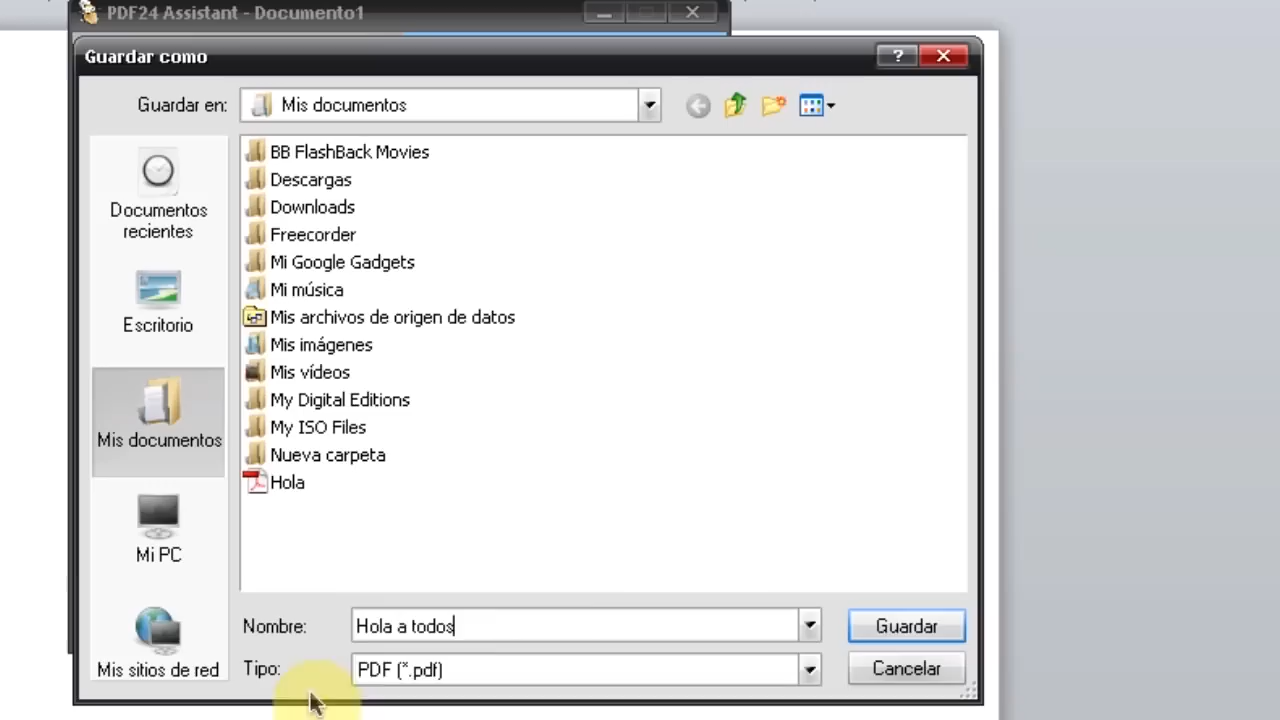 PDF24 Assistant - Documento1
Guardar como
Guardar en:
Mis documentos
Documentos
recientes
Escritorio
Mis documentos
Mi PC
Mis sitios de red
BB FlashBack Movies
Descargas
Downloads
Freecorder
Mi Google Gadgets
Mi música
Mis archivos de origen de datos
Mis imágenes
Mis vídeos
My Digital Editions
My ISO Files
Nueva carpeta
Hola
Nombre:
Hola a todos
Guardar
Tipo:
PDF (*.pdf)
Cancelar